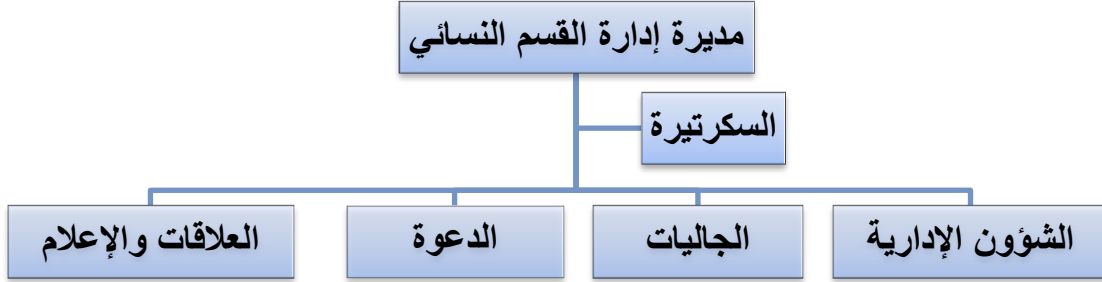 مديرة إدارة القسم النسائي
السكرتيرة
الشؤون الإدارية
الجاليات
الدعوة
العلاقات والإعلام